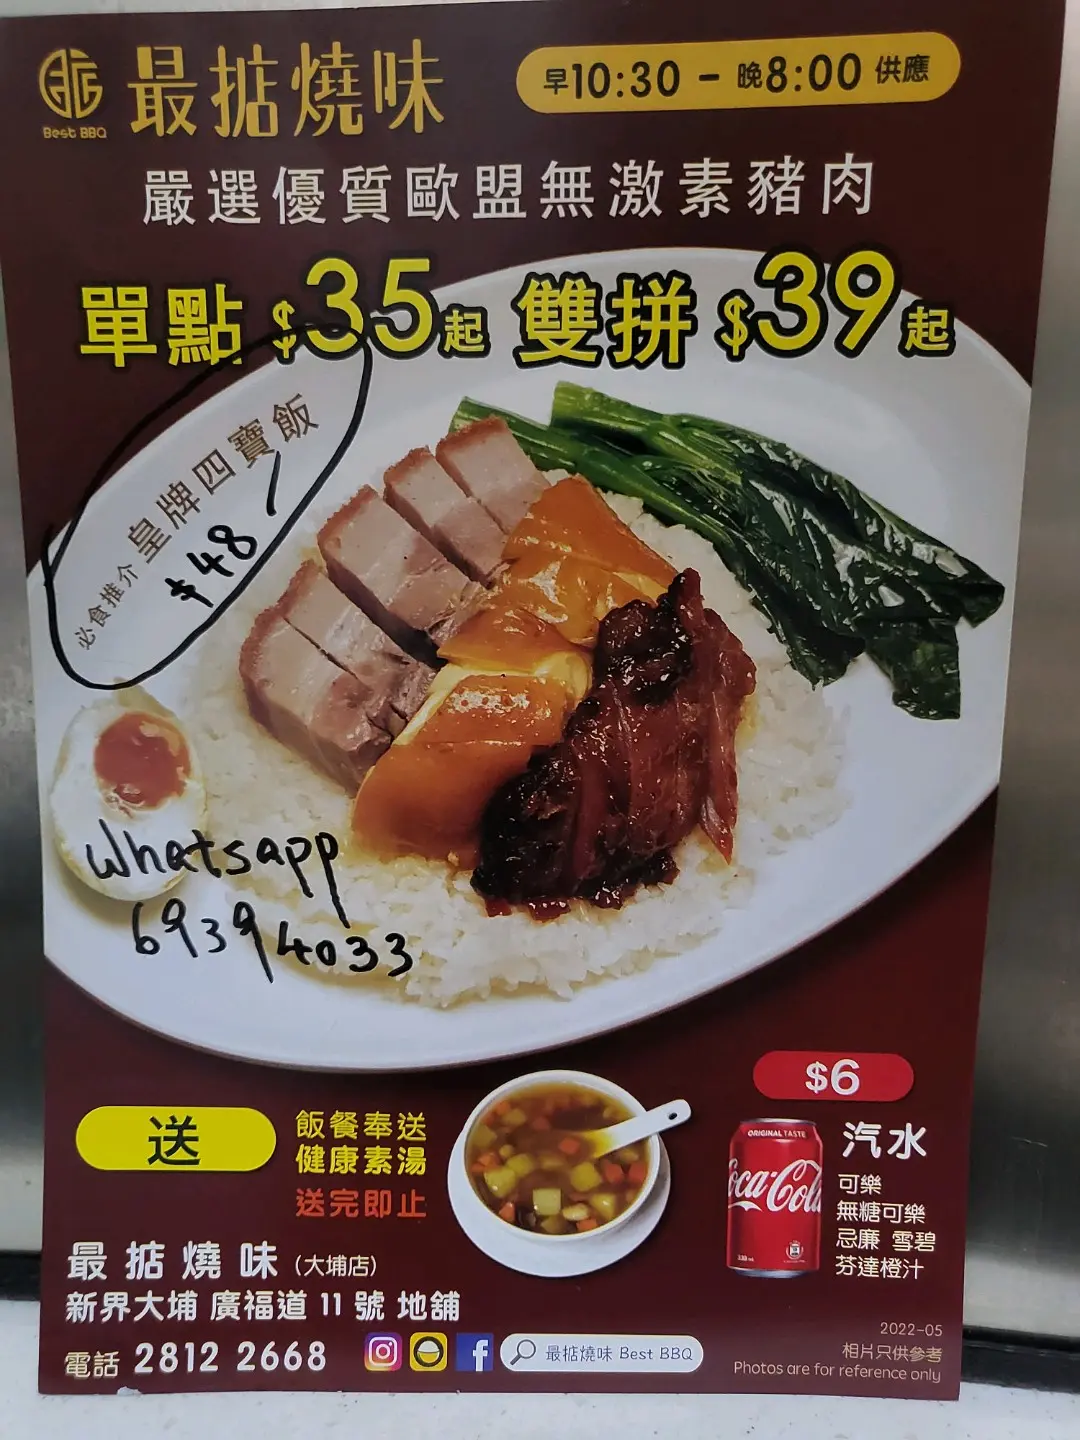 Best BBQ
最掂燒味
早10:30 - 晚8:00 供應
嚴選優質歐盟無激素豬肉
單點 $35起 雙拼 $39起
必食推介 皇牌四寶飯
$48
Whatsapp
69394033
送
飯餐奉送
健康素湯
送完即止
$6
ORIGINAL TASTE
Coca-Cola
汽水
可樂
無糖可樂
忌廉 雪碧
芬達橙汁
最掂燒味 (大埔店)
新界大埔 廣福道 11 號 地舖
電話 2812 2668
最掂燒味 Best BBQ
2022-05
相片只供參考
Photos are for reference only